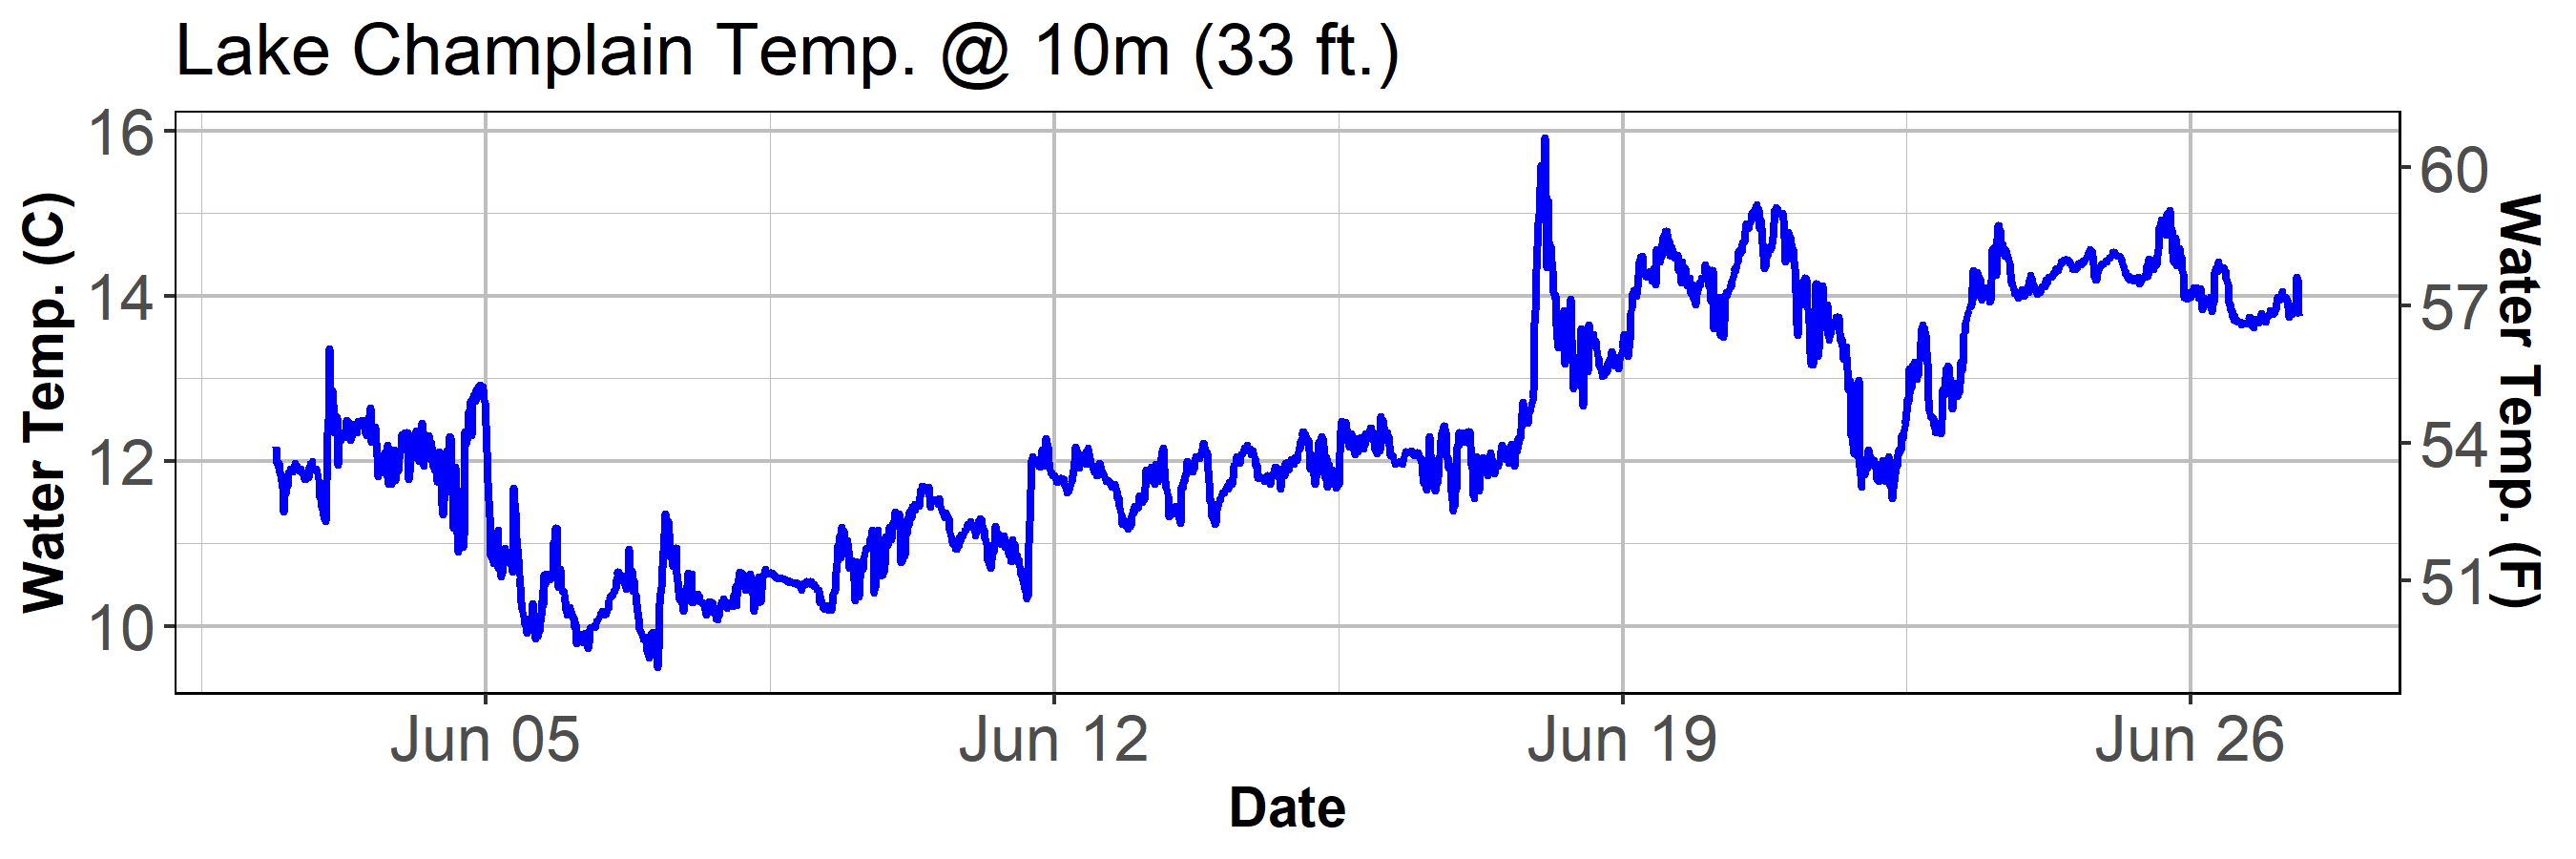 Lake Champlain Temp. @ 10m (33 ft.)
16
14
12
10
Water Temp. (C)
60
57
54
51
Water Temp. (F)
Jun 05
Jun 12
Jun 19
Jun 26
Date